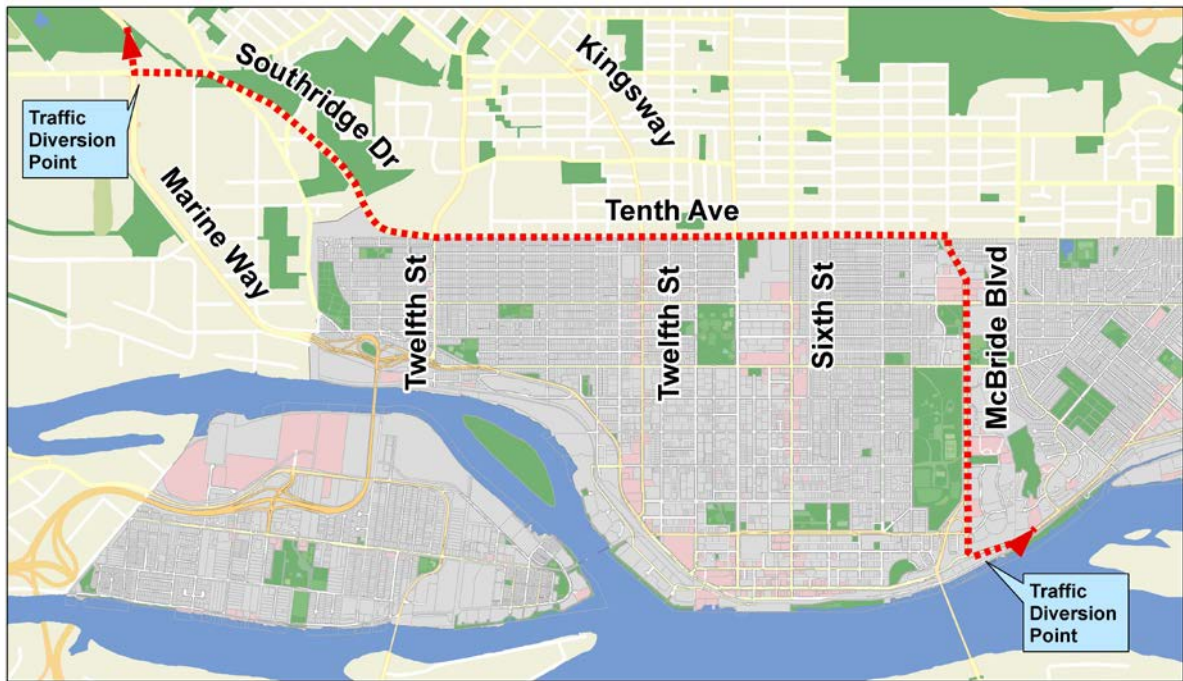 Southridge Dr
Kingsway
Traffic
Diversion
Point
Marine Way
Tenth Ave
Twelfth St
Twelfth St
Sixth St
McBride Blvd
Traffic
Diversion
Point